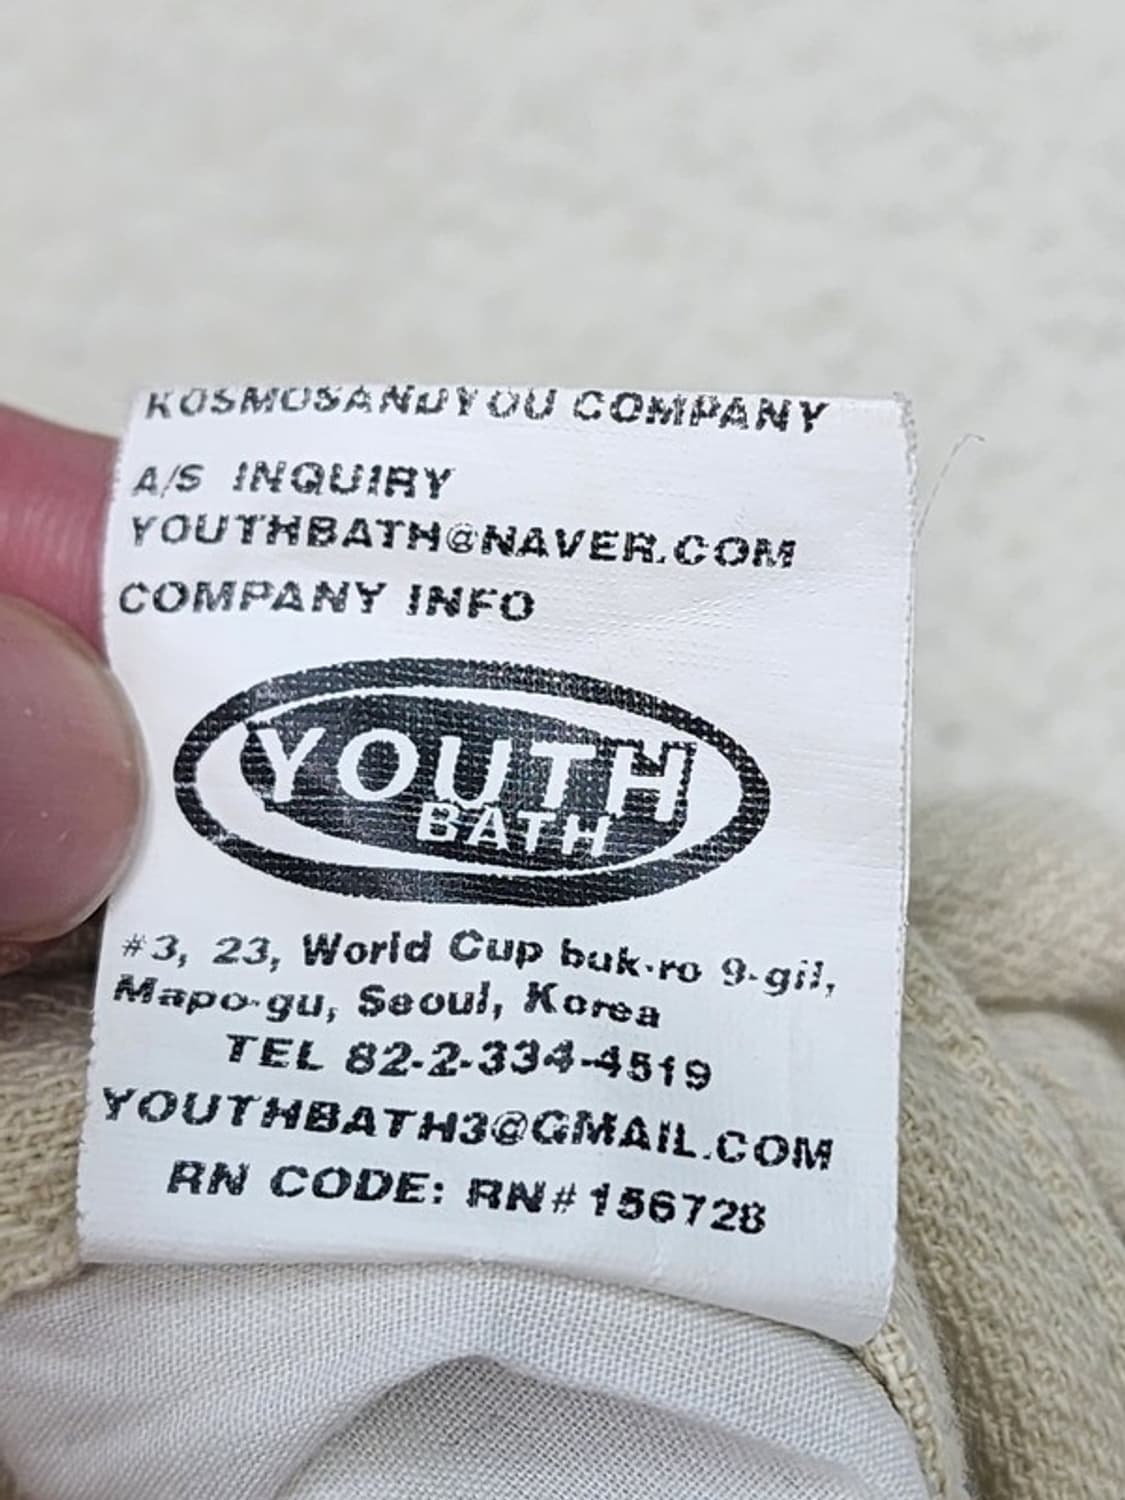 KOSMOSANDYOU COMPANY
A/S INQUIRY
YOUTHBATH@NAVER.COM
COMPANY INFO
YOUTH
BATH
#3, 23, World Cup buk-ro 9-gil,
Mapo-gu, Seoul, Korea
TEL 82-2-334-4519
YOUTHBATH3@GMAIL.COM
RN CODE: RN#156728